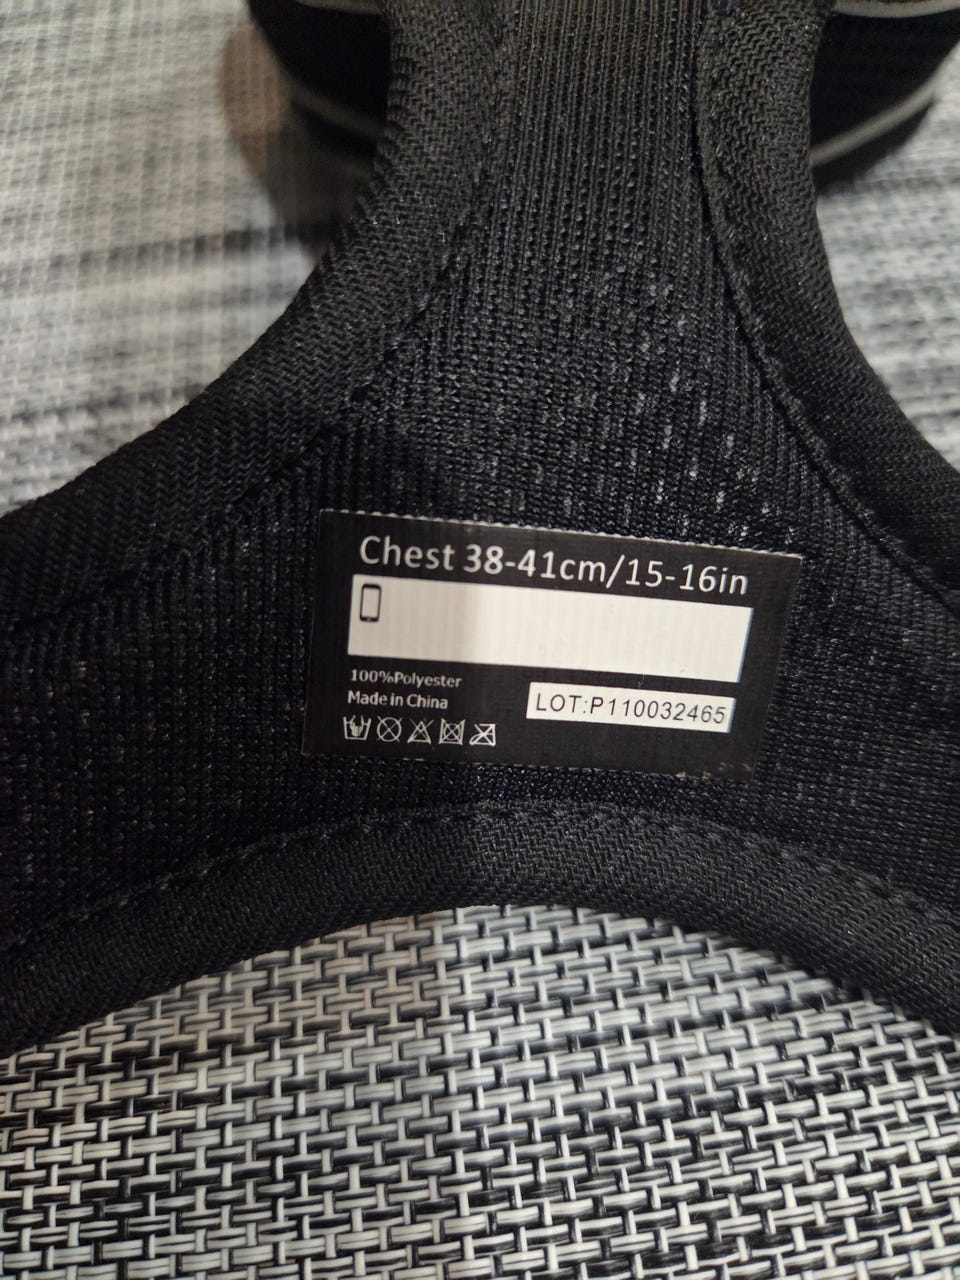 Chest 38-41cm/15-16in
100%Polyester
Made in China
LOT:P110032465